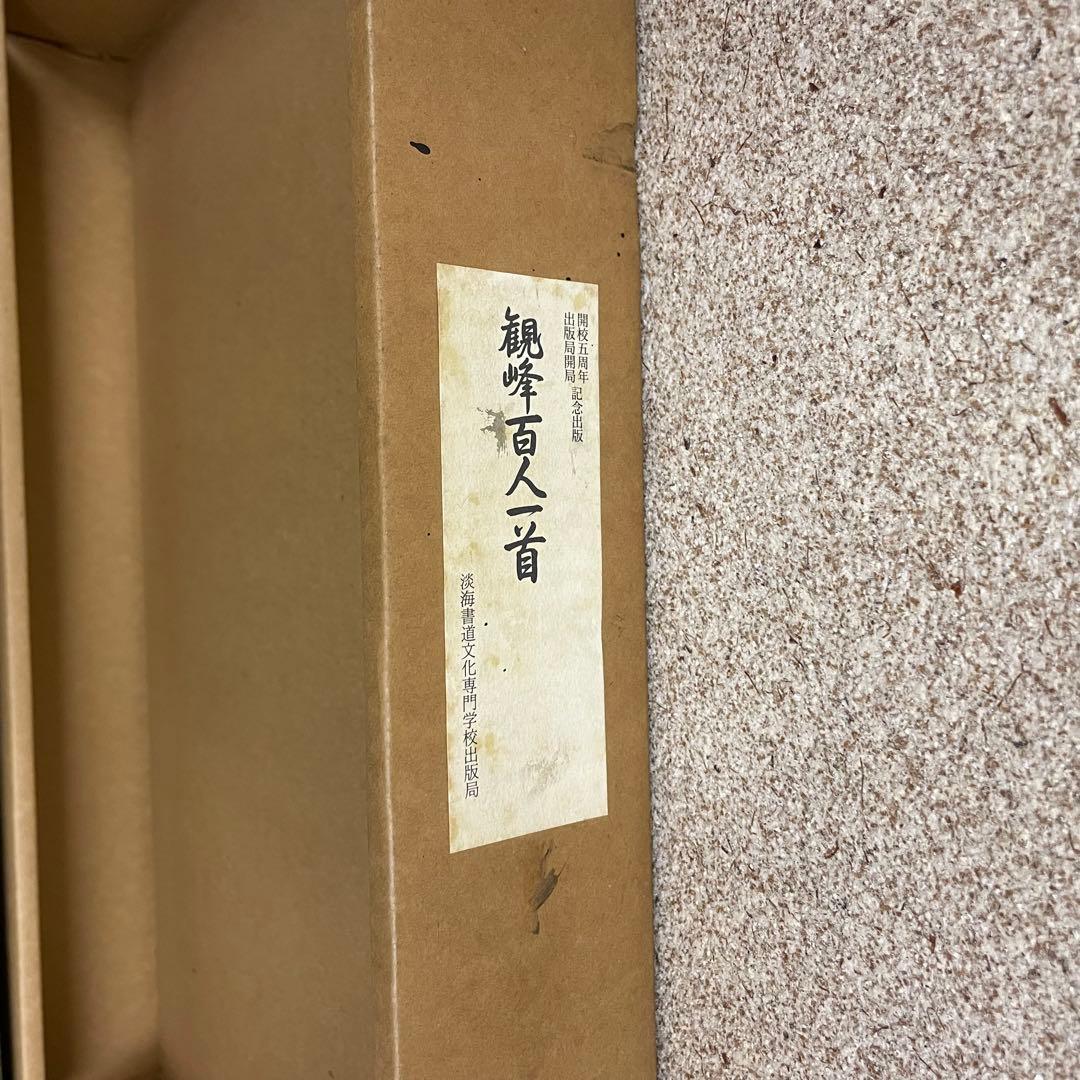 開校五周年
出版局開局
記念出版
観峰百人一首
淡海書道文化専門学校出版局